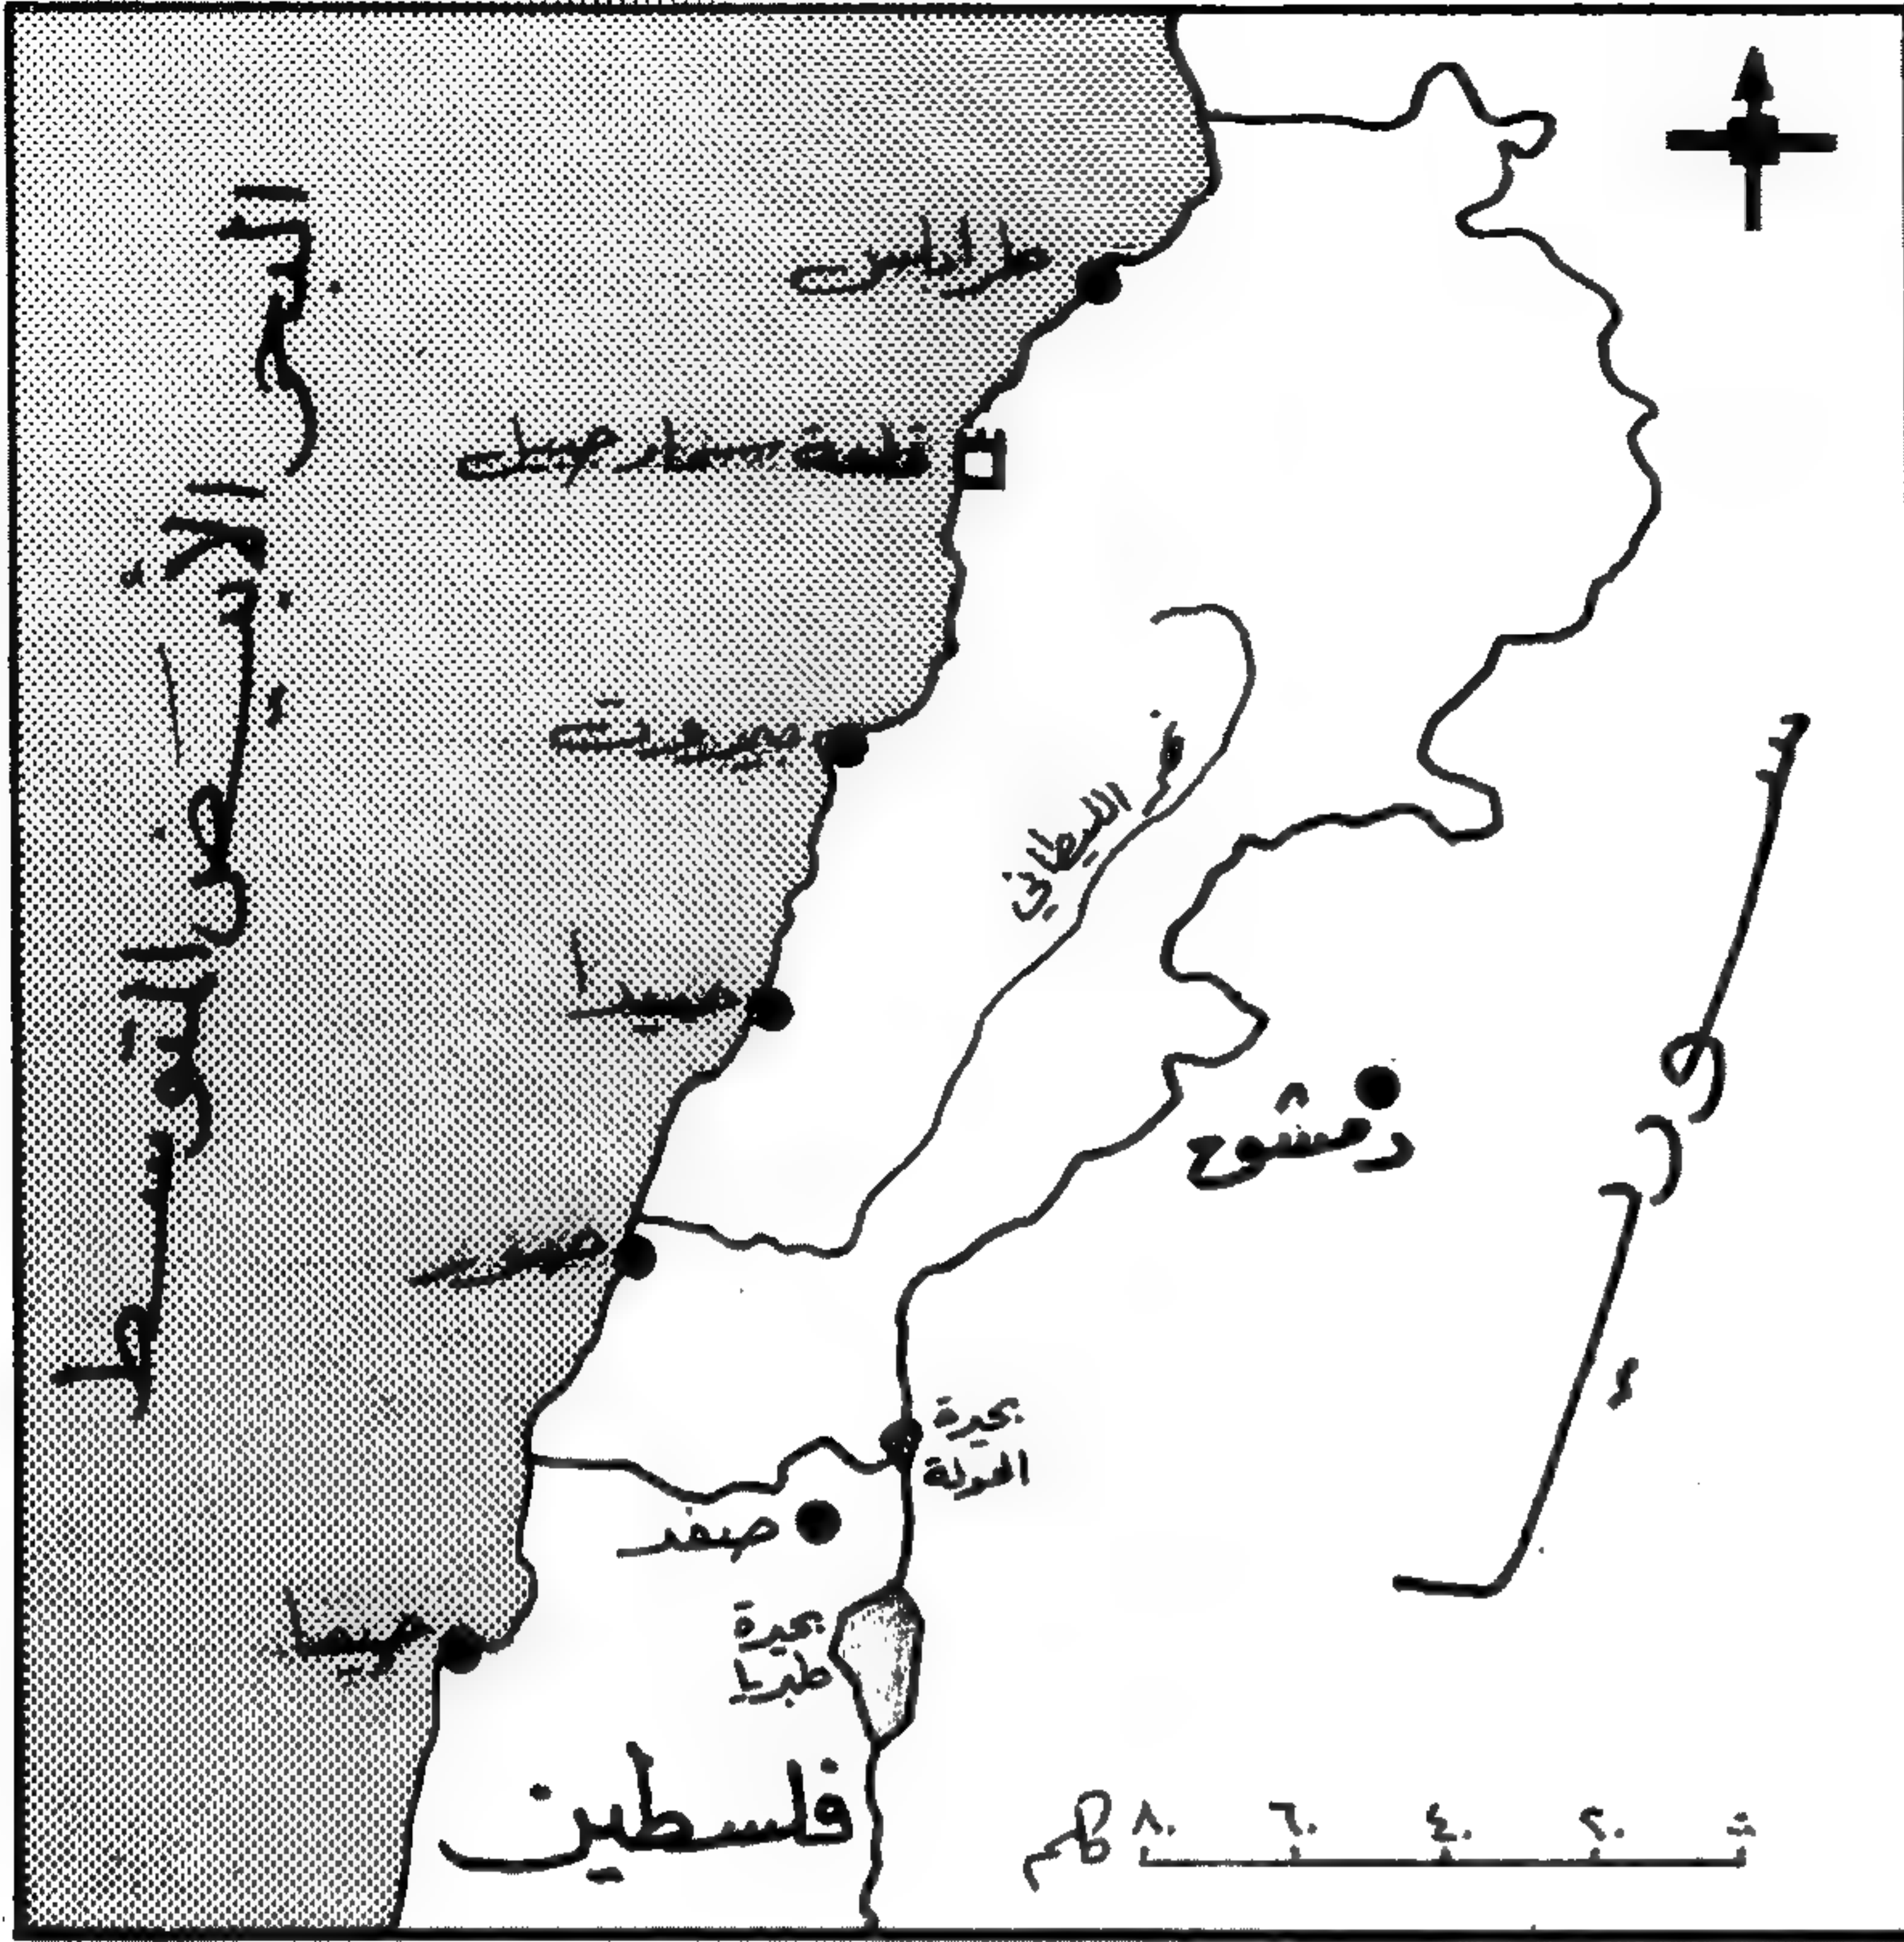 طرابلس
قلعة سمار جبيل
بيروت
البحر الأبيض المتوسط
نهر الليطاني
صيدا
دمشق
سوريا
صور
بحيرة
الحولة
صفد
حيفا
بحيرة
طبريا
فلسطين
٢٠ ٤٠ ٦٠ ٨٠ كم